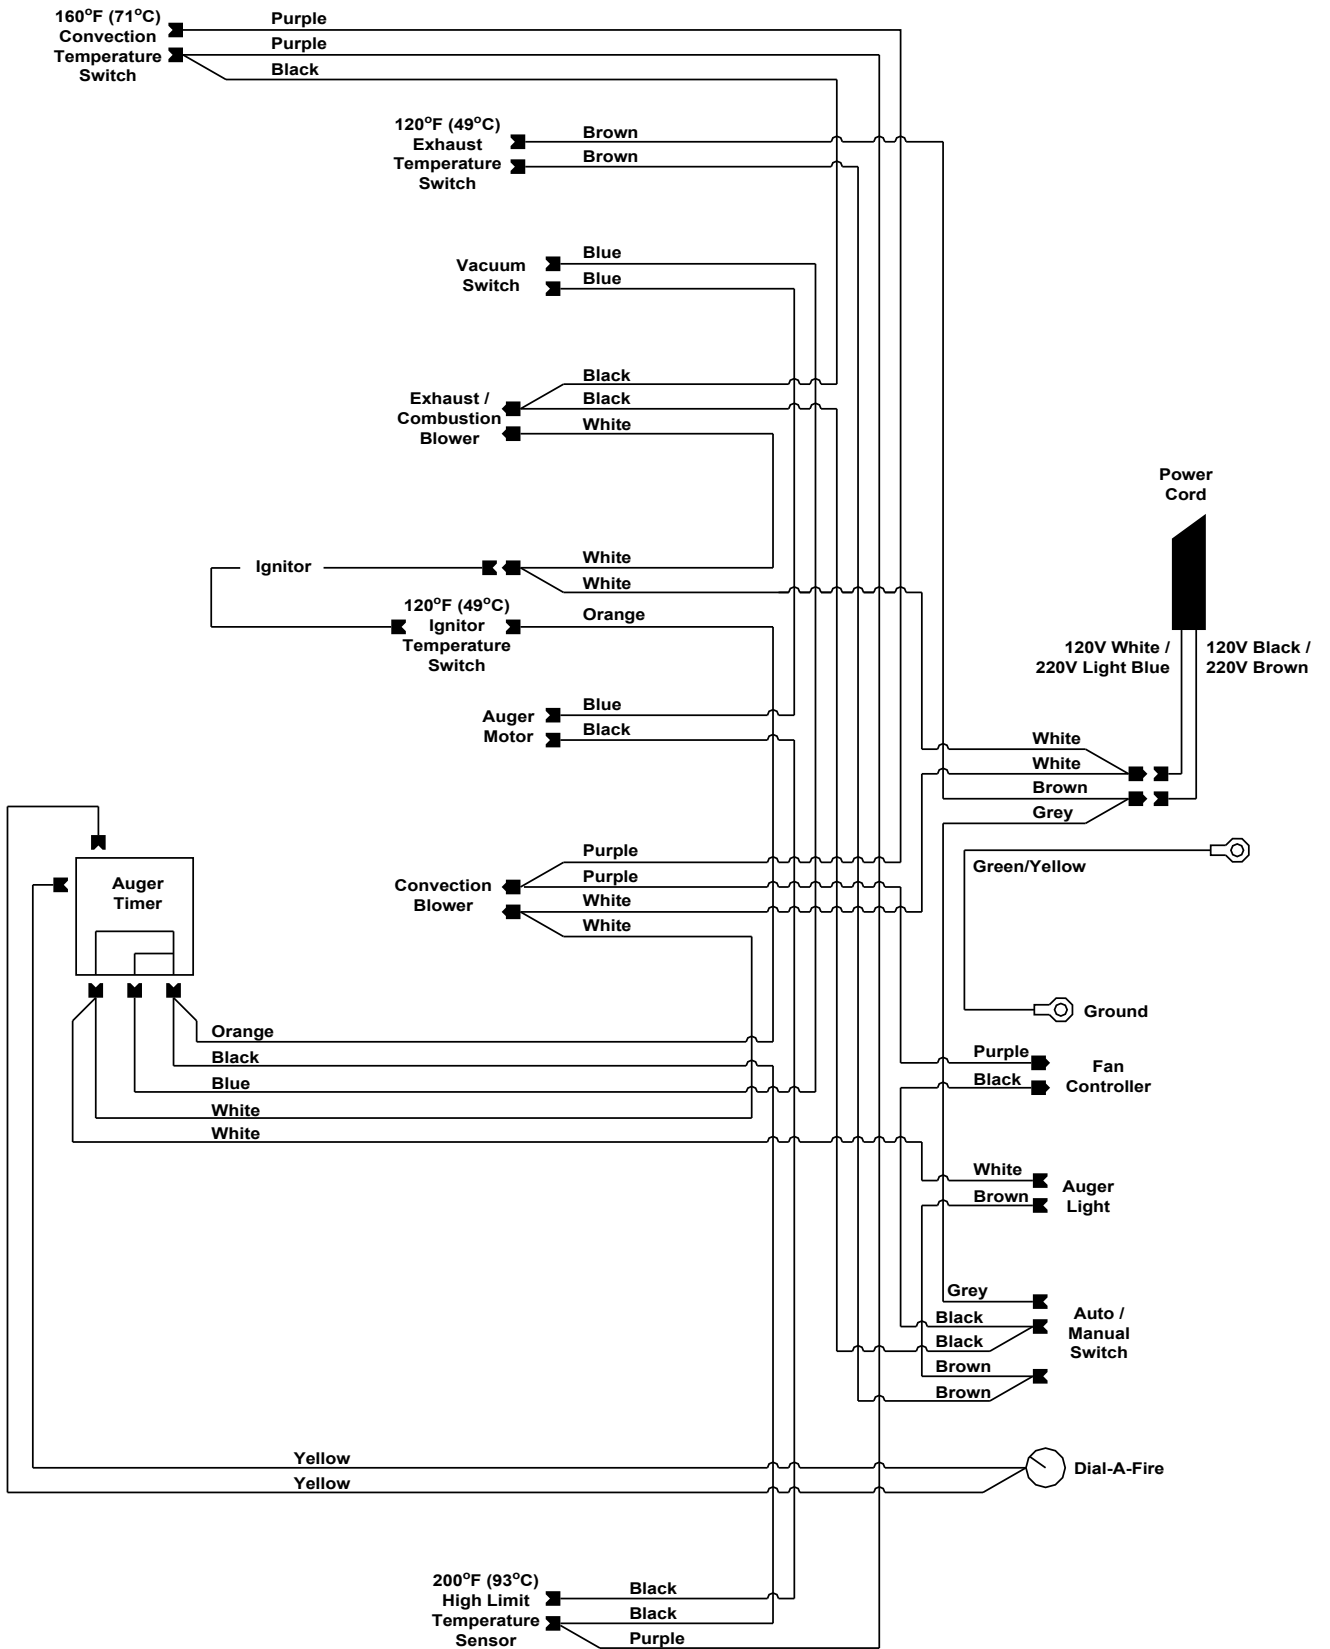 160°F (71°C)
Convection
Temperature
Switch
Purple
Purple
Black
120°F (49°C)
Exhaust
Temperature
Switch
Brown
Brown
Vacuum
Switch
Blue
Blue
Exhaust /
Combustion
Blower
Black
Black
White
Power
Cord
Ignitor
White
White
120°F (49°C)
Ignitor
Temperature
Switch
Orange
120V White /
220V Light Blue
120V Black /
220V Brown
Auger
Motor
Blue
Black
White
White
Brown
Grey
Auger
Timer
Convection
Blower
Purple
Purple
White
White
Green/Yellow
Ground
Orange
Black
Blue
White
White
Purple
Black
Fan
Controller
White
Brown
Auger
Light
Grey
Black
Black
Brown
Brown
Auto /
Manual
Switch
Yellow
Yellow
Dial-A-Fire
200°F (93°C)
High Limit
Temperature
Sensor
Black
Black
Purple